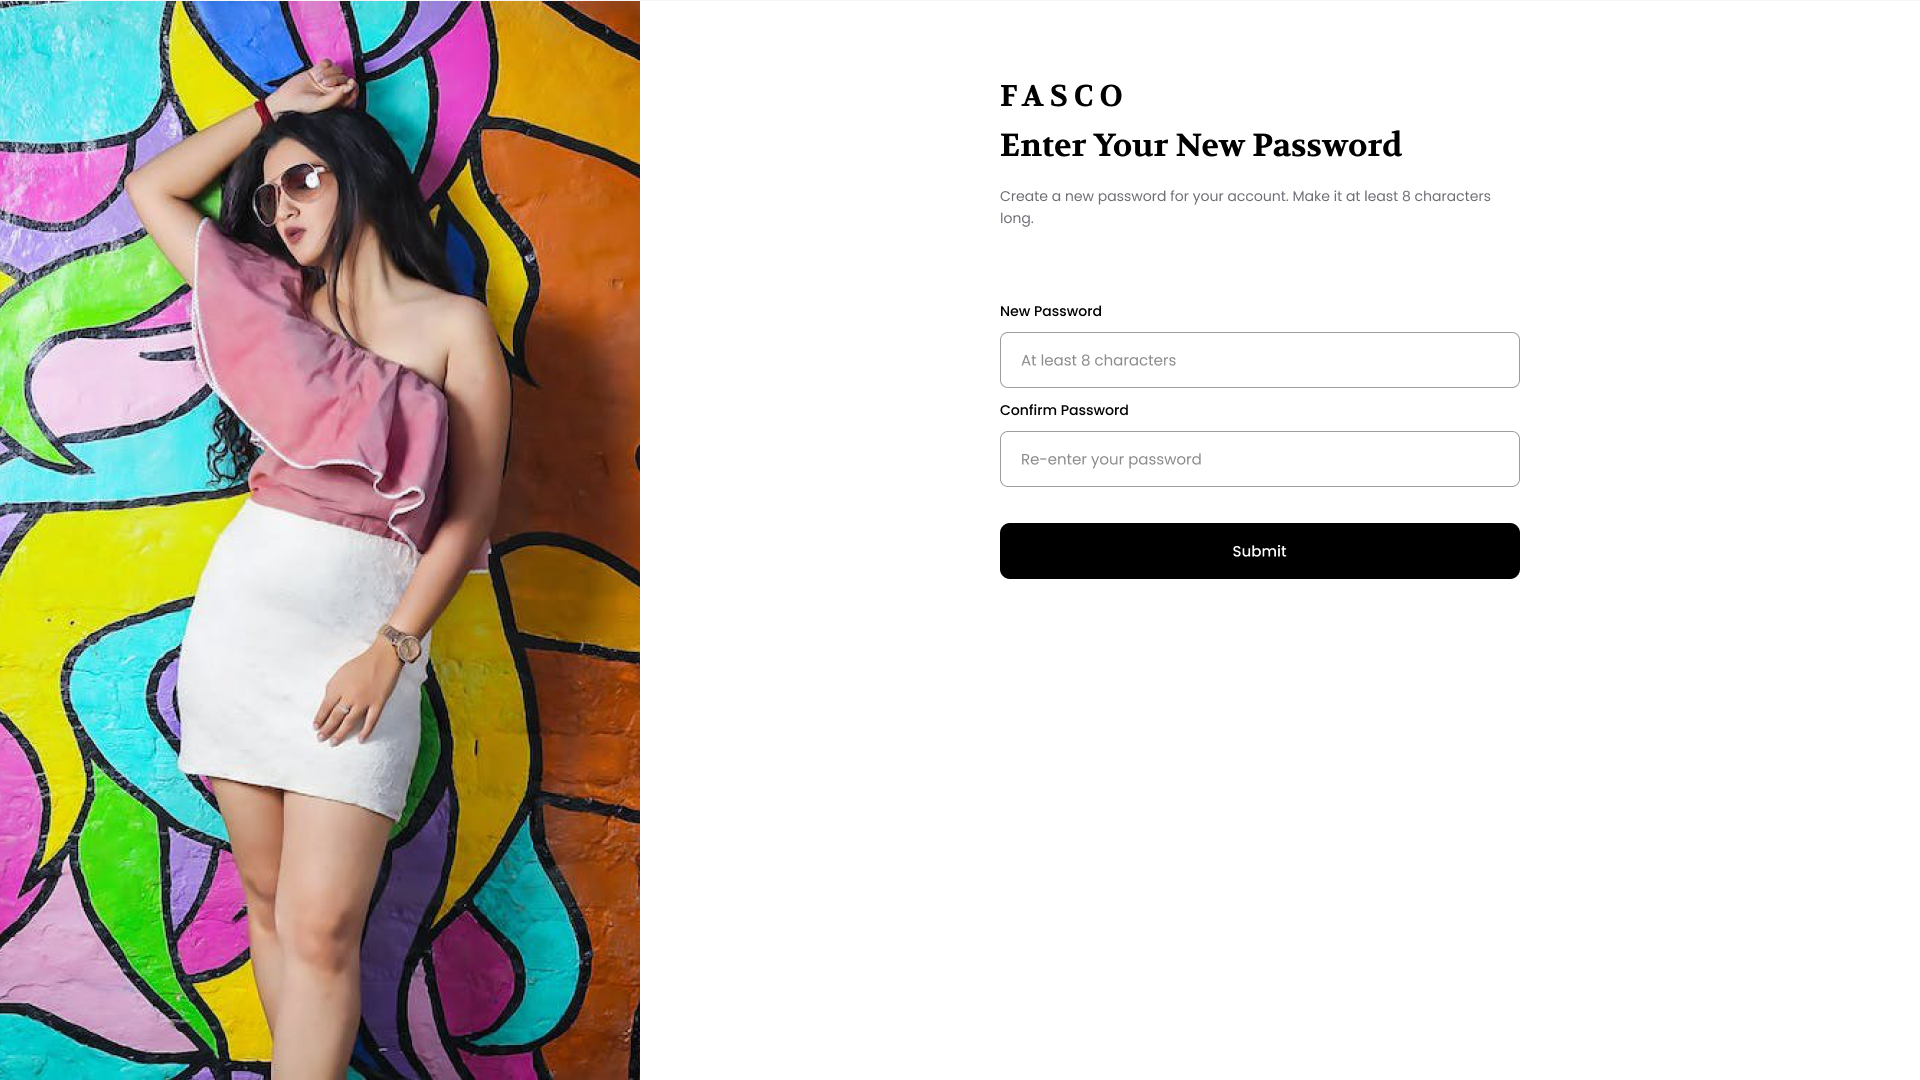 FASCO
Enter Your New Password
Create a new password for your account. Make it at least 8 characters
long.
New Password
At least 8 characters
Confirm Password
Re-enter your password
Submit